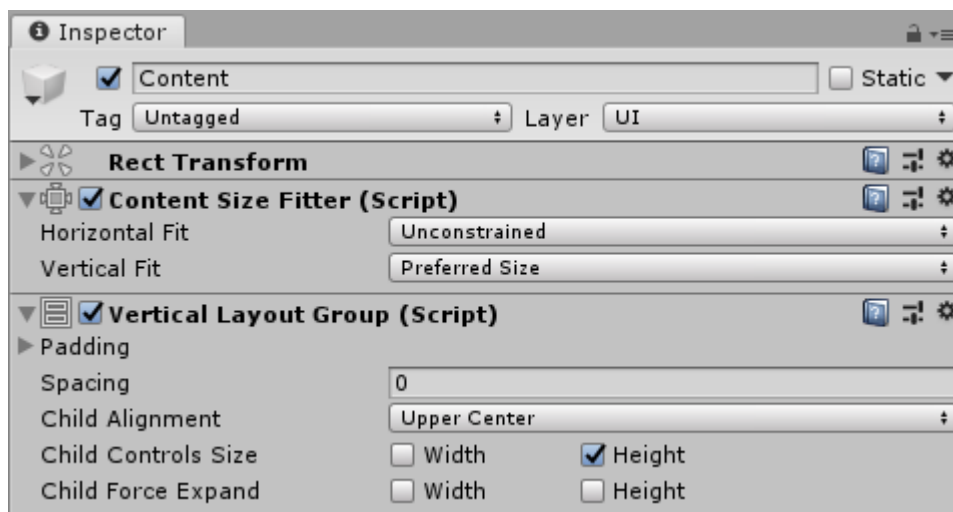 Inspector
Content Static
Tag Untagged Layer UI
Rect Transform
Content Size Fitter (Script)
Horizontal Fit Unconstrained
Vertical Fit Preferred Size
Vertical Layout Group (Script)
Padding
Spacing 0
Child Alignment Upper Center
Child Controls Size Width Height
Child Force Expand Width Height